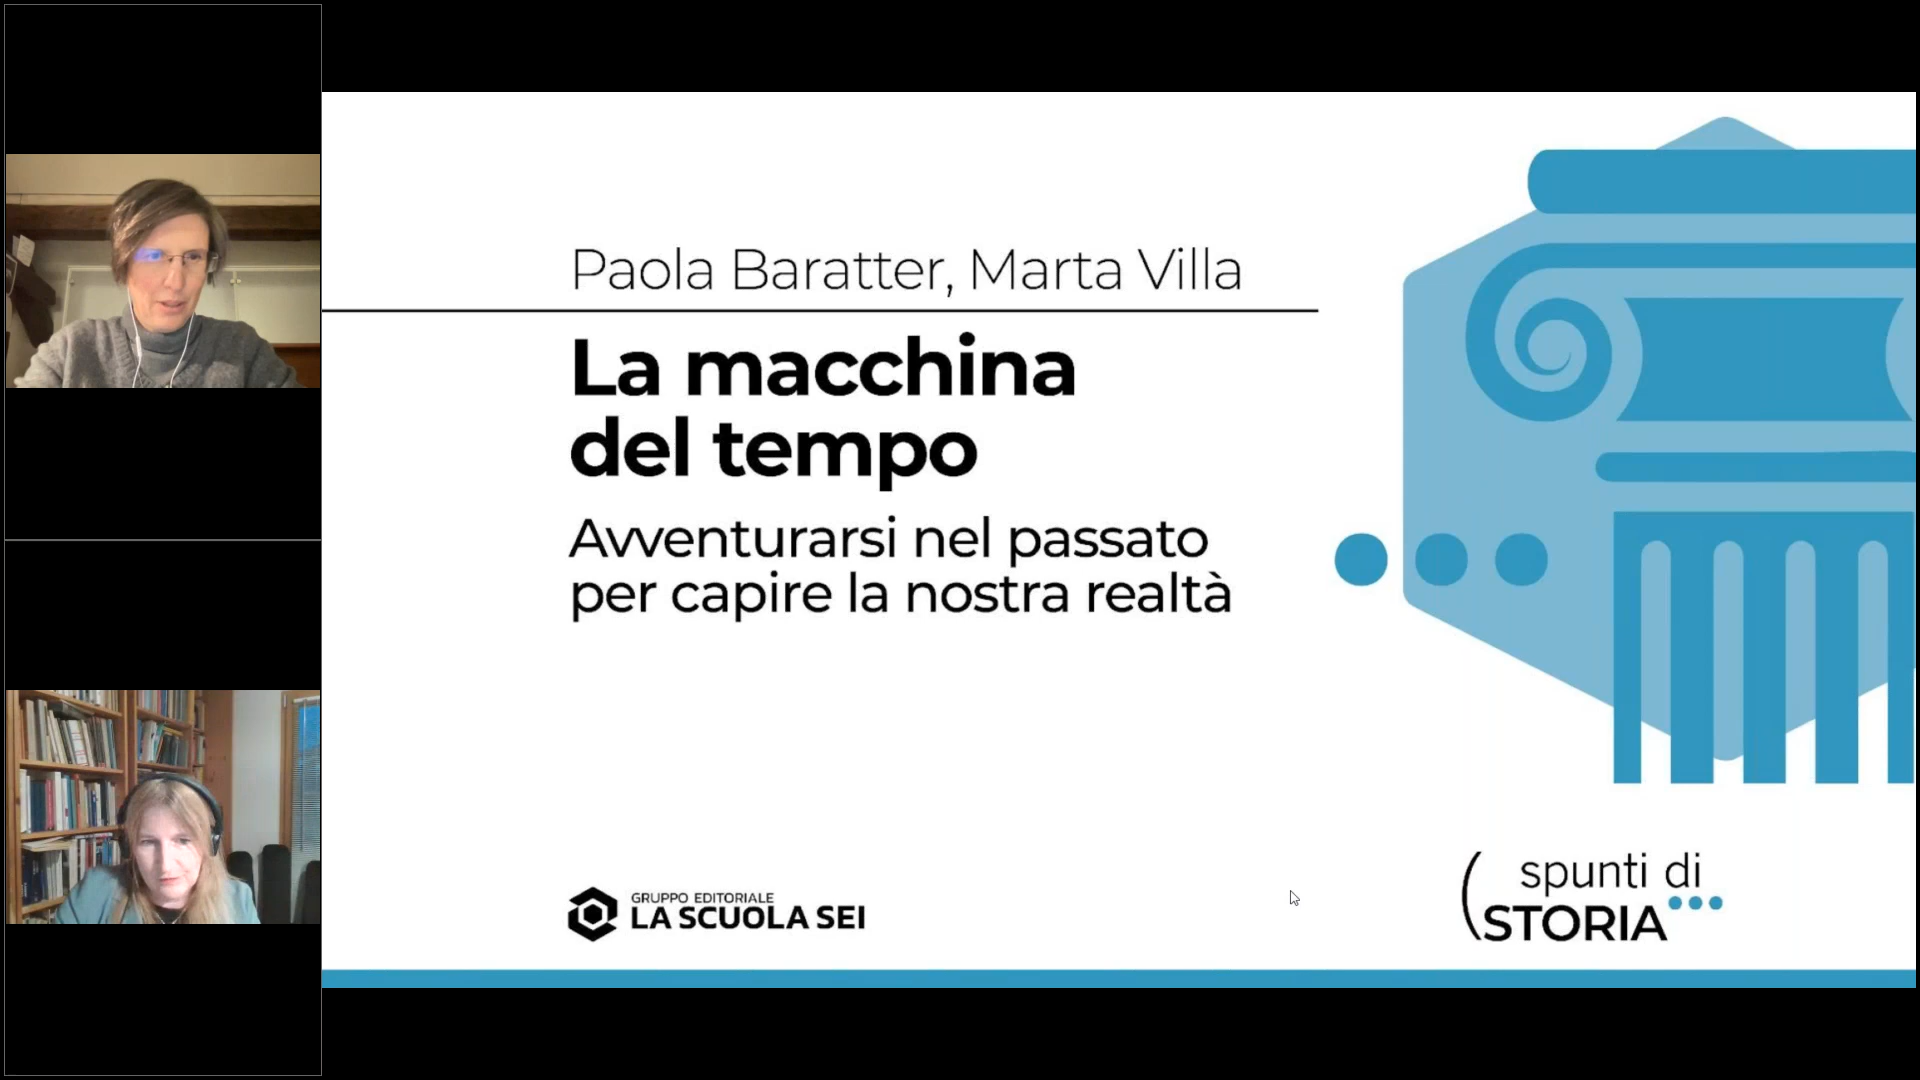 Paola Baratter, Marta Villa
La macchina
del tempo
Avventurarsi nel passato
per capire la nostra realtà
GRUPPO EDITORIALE
LA SCUOLA SEI
spunti di
STORIA